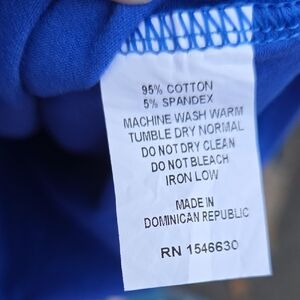 95% COTTON
5% SPANDEX
MACHINE WASH WARM
TUMBLE DRY NORMAL
DO NOT DRY CLEAN
DO NOT BLEACH
IRON LOW
MADE IN
DOMINICAN REPUBLIC
RN 1546630